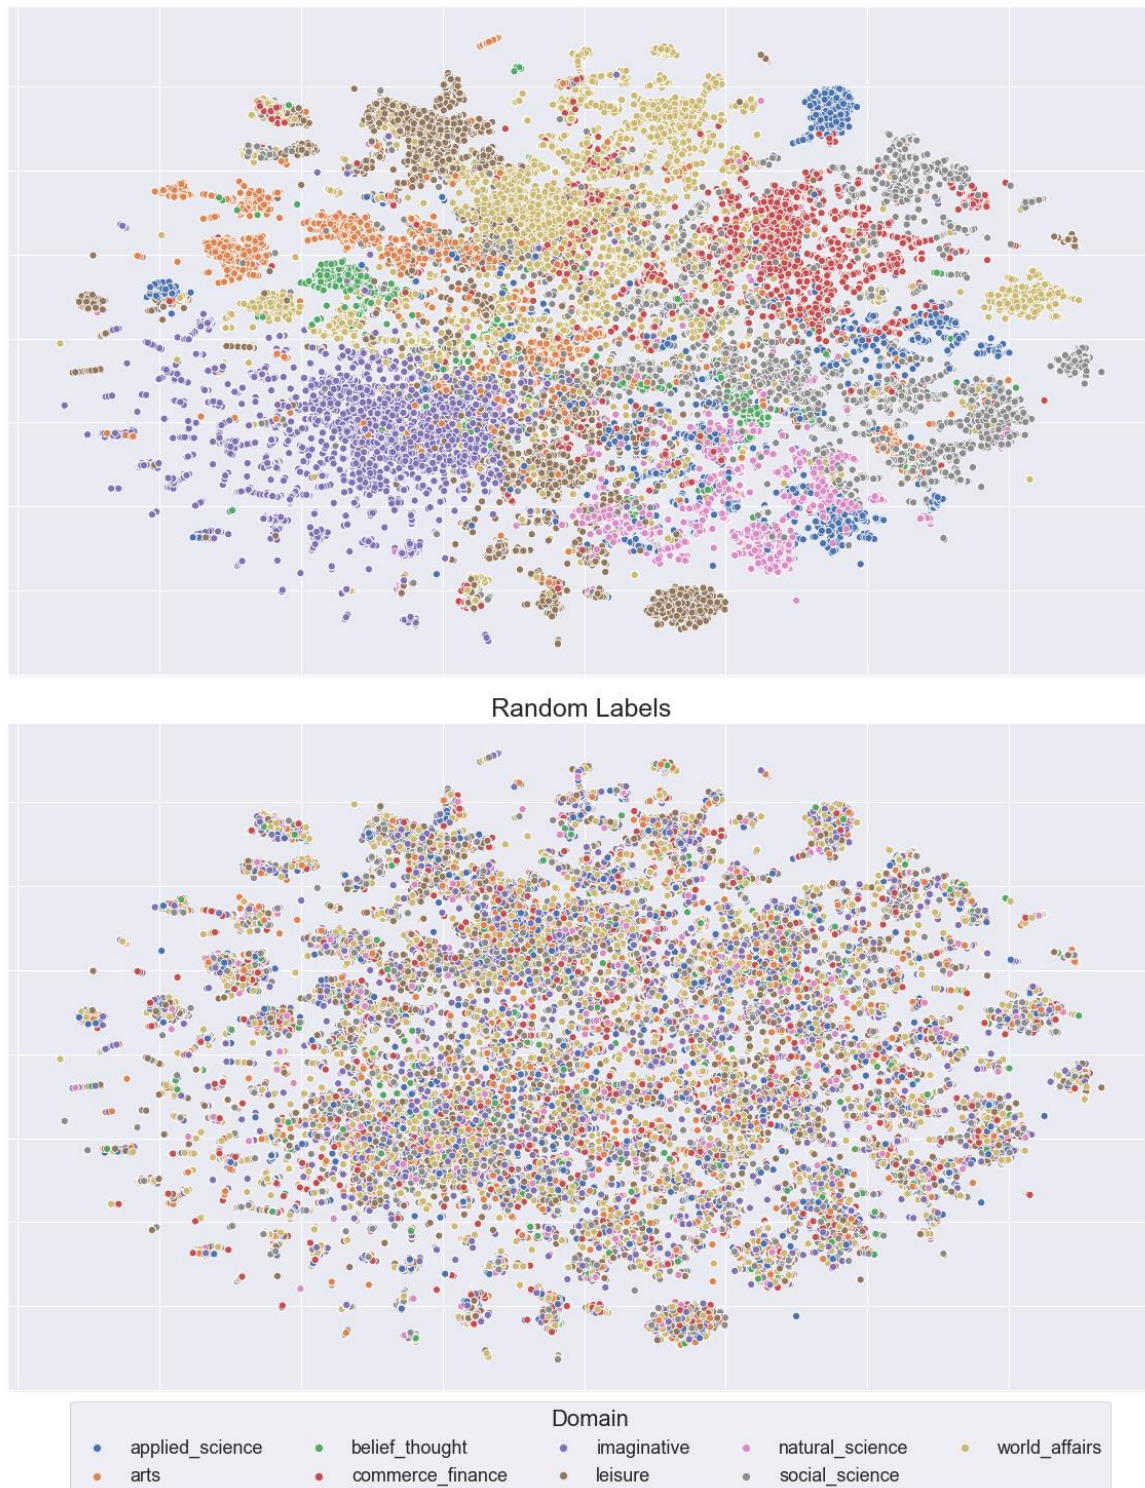 Random Labels
Domain
applied_science belief_thought imaginative natural_science world_affairs
arts commerce_finance leisure social_science